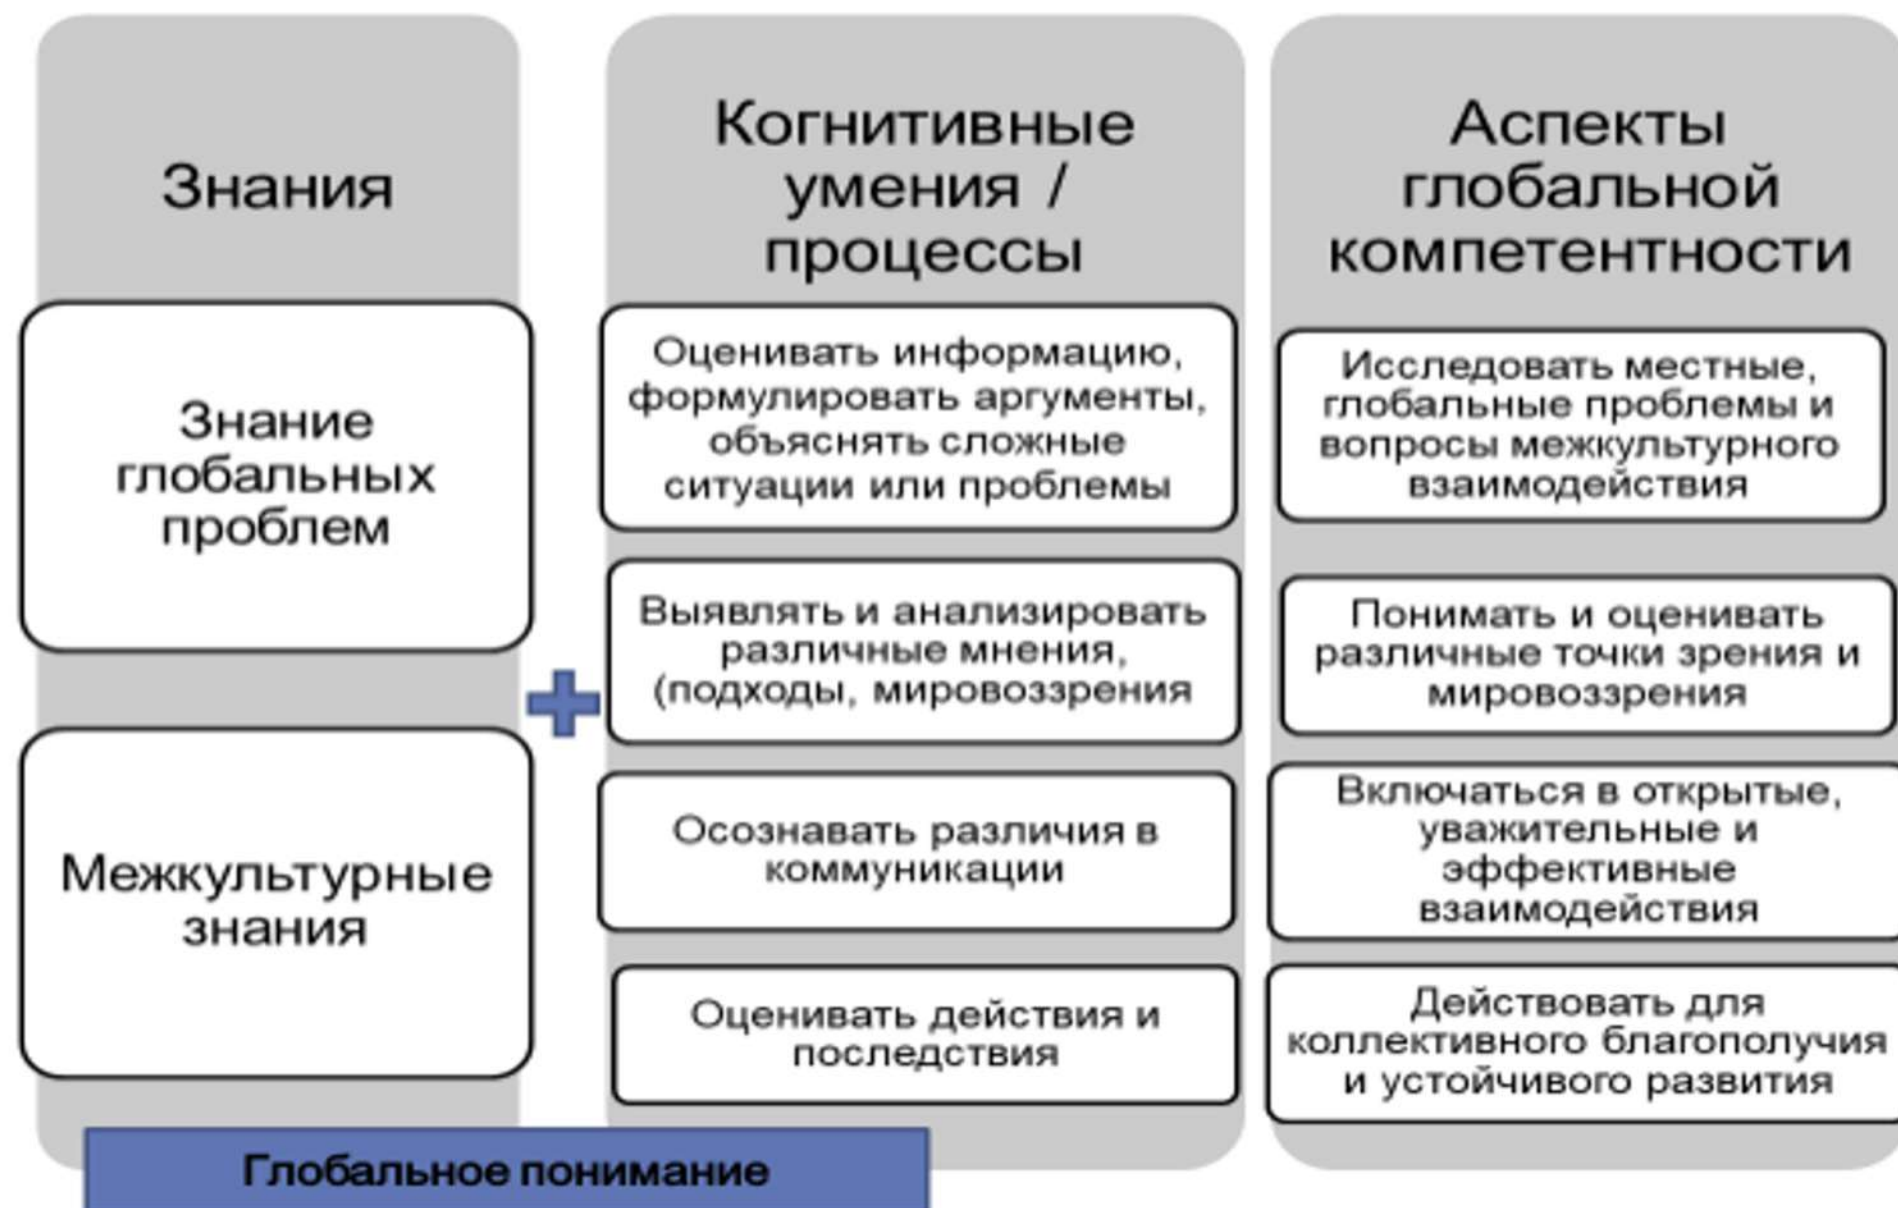 Знания
Знание
глобальных
проблем
Межкультурные
знания
Когнитивные
умения /
процессы
Оценивать информацию,
формулировать аргументы,
объяснять сложные
ситуации или проблемы
Выявлять и анализировать
различные мнения,
(подходы, мировоззрения
Осознавать различия в
коммуникации
Оценивать действия и
последствия
Аспекты
глобальной
компетентности
Исследовать местные,
глобальные проблемы и
вопросы межкультурного
взаимодействия
Понимать и оценивать
различные точки зрения и
мировоззрения
Включаться в открытые,
уважительные и
эффективные
взаимодействия
Действовать для
коллективного благополучия
и устойчивого развития
Глобальное понимание